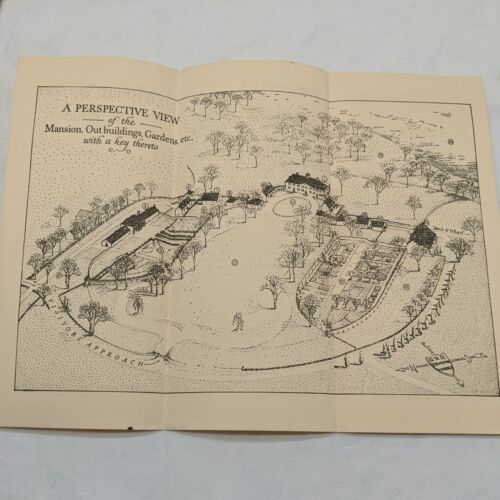 A PERSPECTIVE VIEW
of the
Mansion, Out buildings, Gardens, etc.
with a key thereto
VISITORS APPROACH